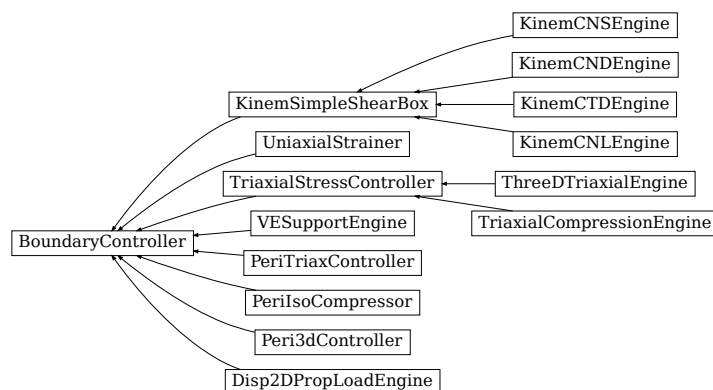 KinemCNSEngine
KinemCNDEngine
KinemSimpleShearBox
KinemCTDEngine
KinemCNLEngine
UniaxialStrainer
TriaxialStressController
ThreeDTriaxialEngine
TriaxialCompressionEngine
VESupportEngine
BoundaryController
PeriTriaxController
PeriIsoCompressor
Peri3dController
Disp2DPropLoadEngine